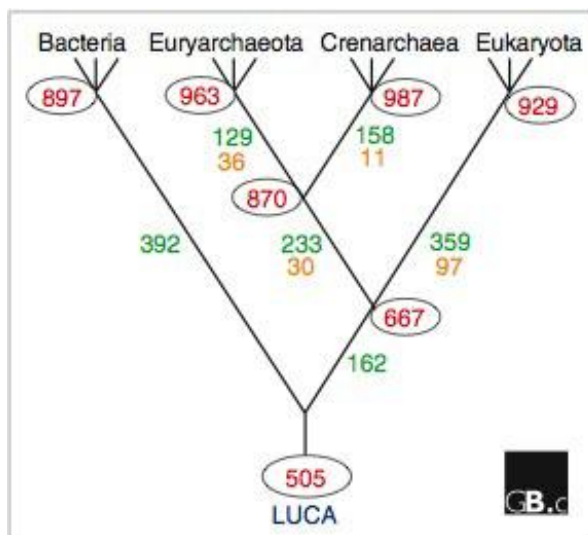 Bacteria Euryarchaeota Crenarchaea Eukaryota
897 963 987 929
129 158
36 11
870
392 233 359
30 97
667
162
505
LUCA
GB.c